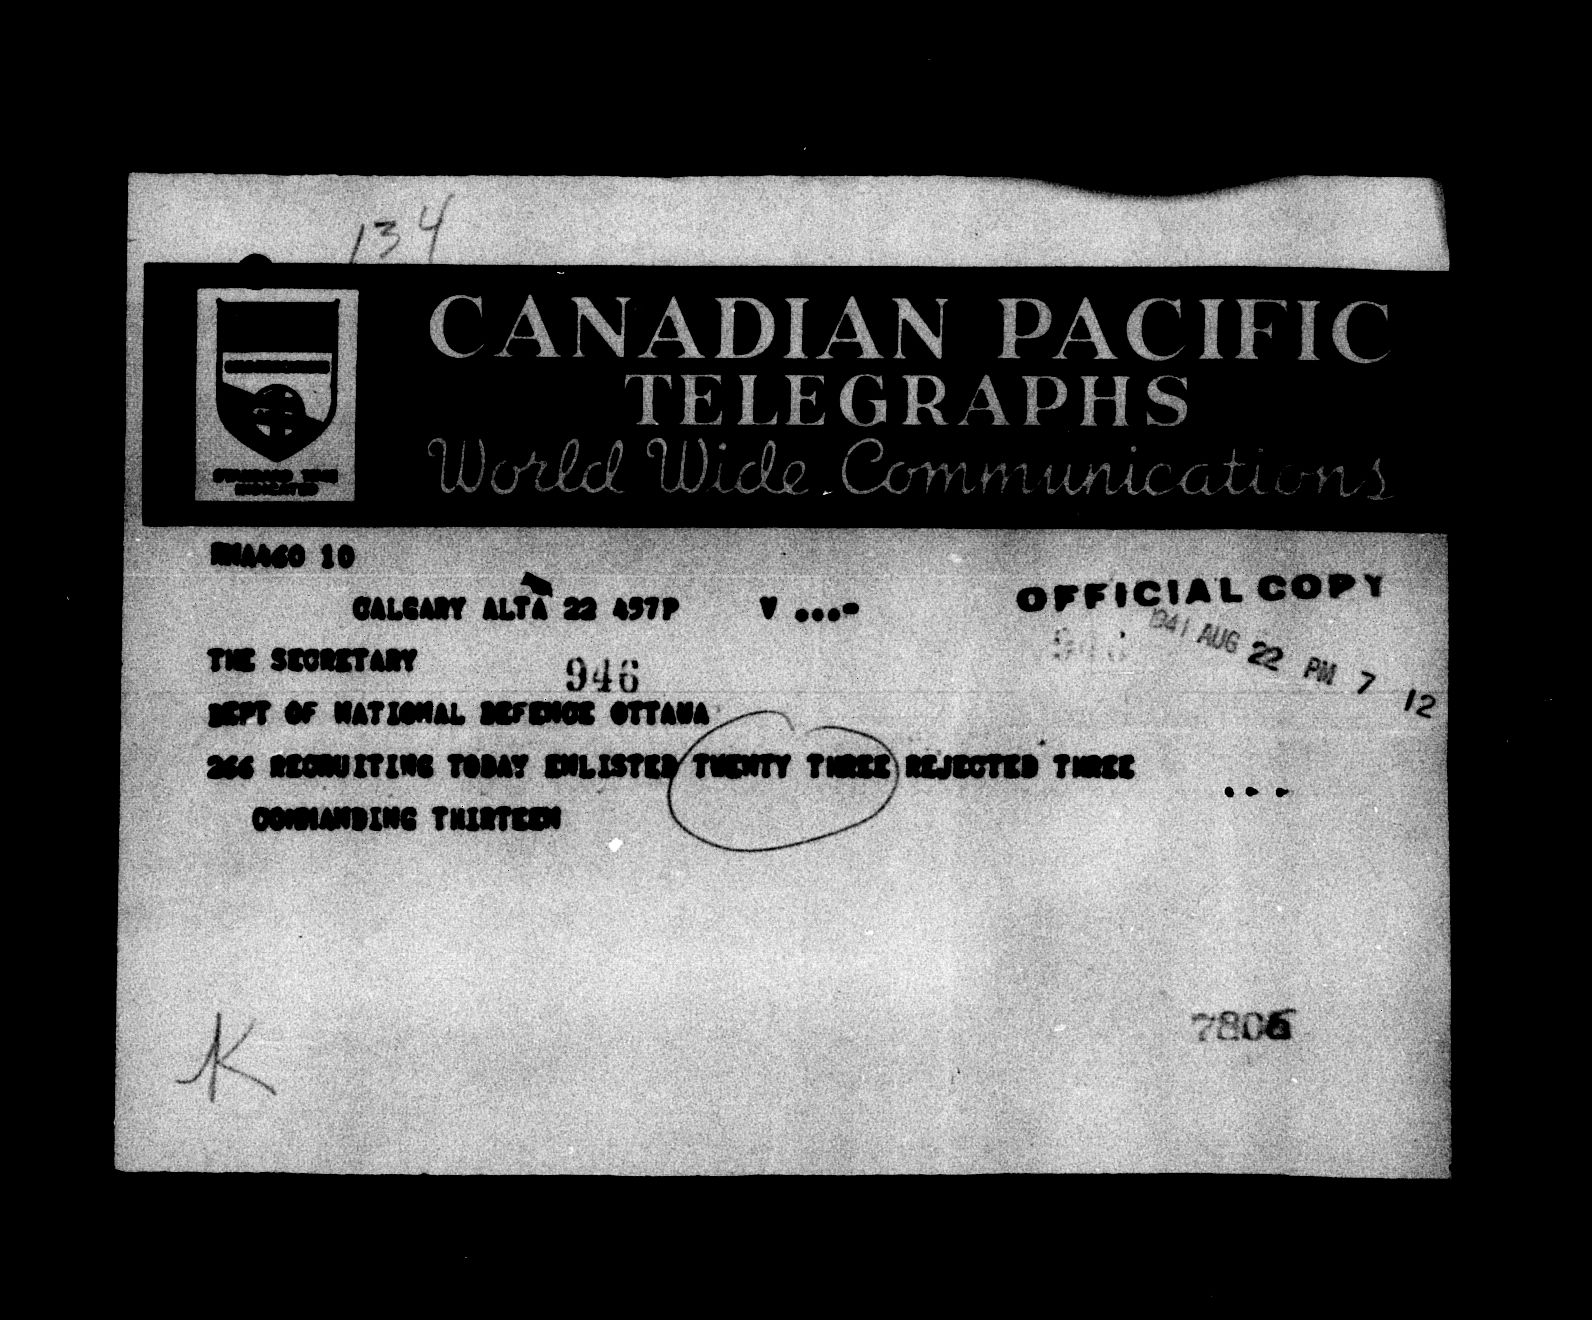 134
CANADIAN PACIFIC
TELEGRAPHS
World Wide Communications
RMA460 10
CALGARY ALTA 22 457P V ...-
OFFICIAL COPY
1941 AUG 22 PM 7 12
THE SECRETARY
946
DEPT OF NATIONAL DEFENCE OTTAWA
266 RECRUITING TODAY ENLISTED TWENTY THREE REJECTED THREE
...
COMMANDING THIRTEEN
7806
K